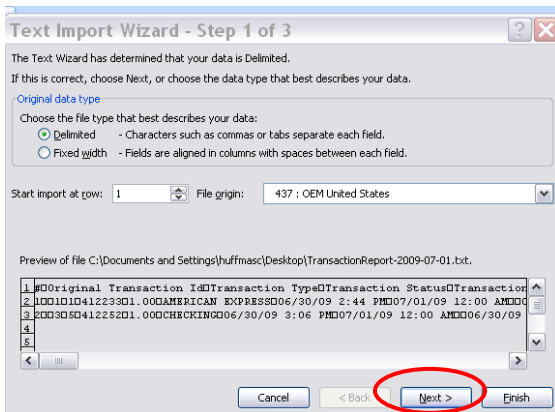 Text Import Wizard - Step 1 of 3
The Text Wizard has determined that your data is Delimited.
If this is correct, choose Next, or choose the data type that best describes your data.
Original data type
Choose the file type that best describes your data:
Delimited - Characters such as commas or tabs separate each field.
Fixed width - Fields are aligned in columns with spaces between each field.
Start import at row: 1 File origin: 437 : OEM United States
Preview of file C:\Documents and Settings\huffmasc\Desktop\TransactionReport-2009-07-01.txt.
1 #□Original Transaction Id□Transaction Type□Transaction Status□Transaction
2 1□□1□1□412233□1.00□AMERICAN EXPRESS□06/30/09 2:44 PM□07/01/09 12:00 AM□□
3 2□□3□5□412252□1.00□CHECKING□06/30/09 3:06 PM□07/01/09 12:00 AM□□06/30/09
4
5
Cancel < Back Next > Finish